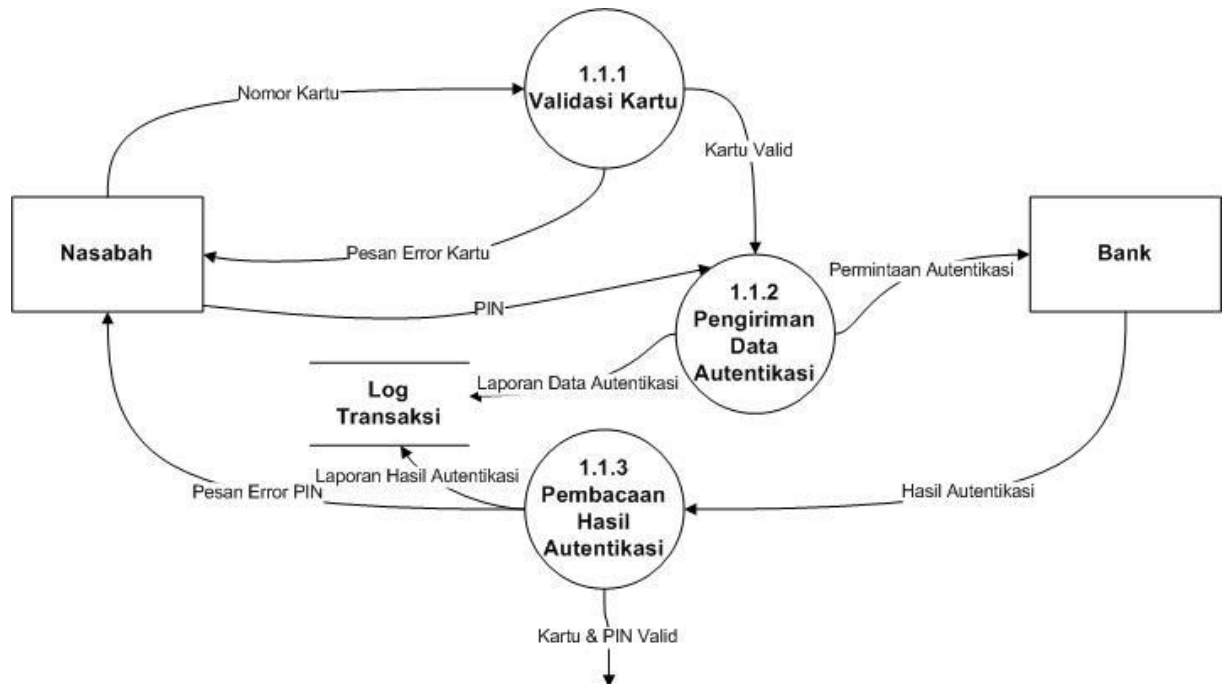 1.1.1
Validasi Kartu
Nomor Kartu
Kartu Valid
Nasabah
Pesan Error Kartu
Bank
Permintaan Autentikasi
1.1.2
Pengiriman
Data
Autentikasi
PIN
Log
Transaksi
Laporan Data Autentikasi
1.1.3
Pembacaan
Hasil
Autentikasi
Laporan Hasil Autentikasi
Pesan Error PIN
Hasil Autentikasi
Kartu & PIN Valid